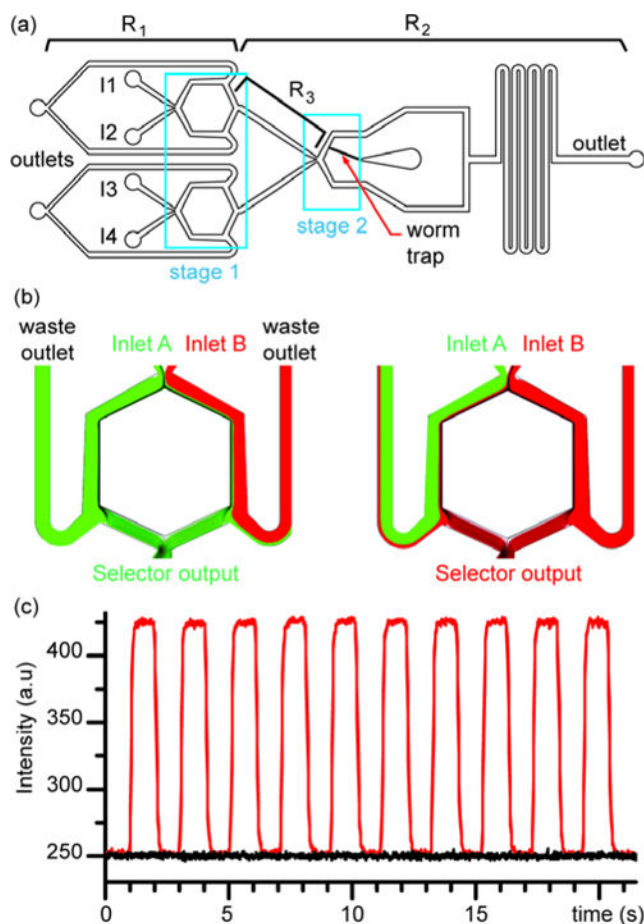 (a)
R1
R2
R3
I1
I2
outlets
I3
I4
stage 1
stage 2
worm
trap
outlet
(b)
waste
outlet
Inlet A
Inlet B
waste
outlet
Selector output
Inlet A
Inlet B
Selector output
(c)
Intensity (a.u)
400
350
300
250
0
5
10
15
time (s)